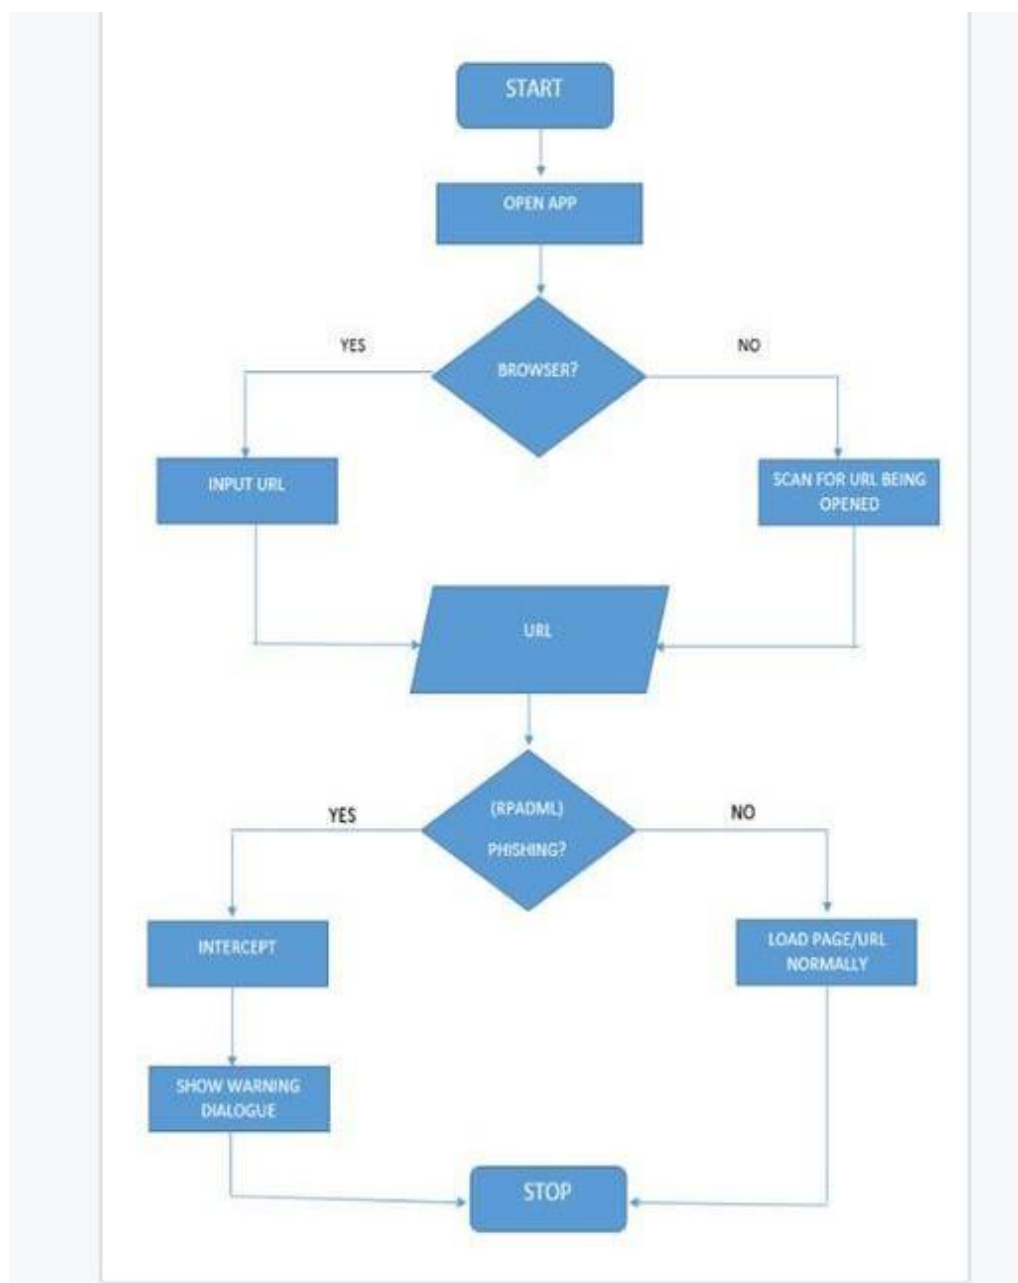 START
OPEN APP
YES
BROWSER?
NO
INPUT URL
SCAN FOR URL BEING
OPENED
URL
YES
(RPADML)
PHISHING?
NO
INTERCEPT
LOAD PAGE/URL
NORMALLY
SHOW WARNING
DIALOGUE
STOP